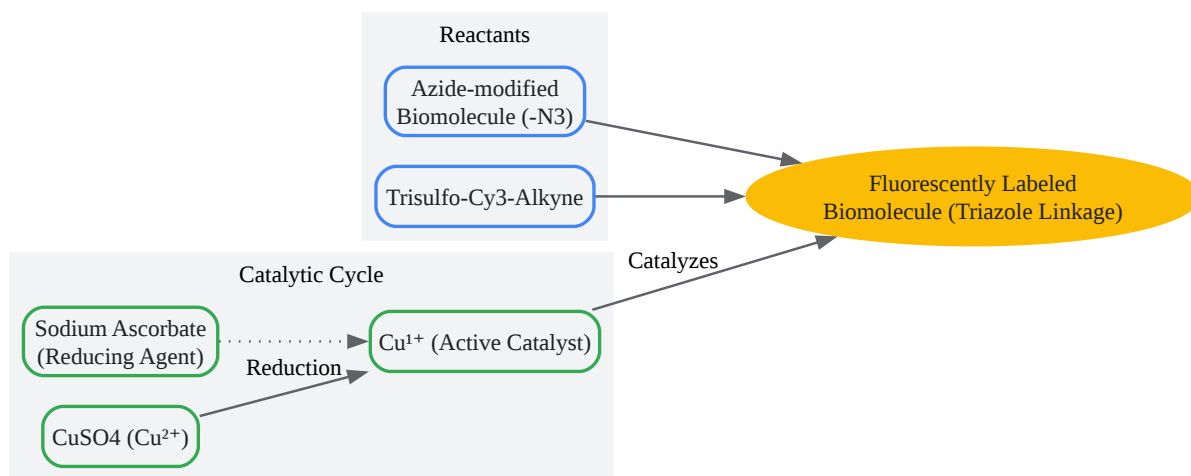 Reactants
Azide-modified
Biomolecule (-N3)
Trisulfo-Cy3-Alkyne
Fluorescently Labeled
Biomolecule (Triazole Linkage)
Catalyzes
Catalytic Cycle
Sodium Ascorbate
(Reducing Agent)
Cu¹⁺ (Active Catalyst)
Reduction
CuSO4 (Cu²⁺)